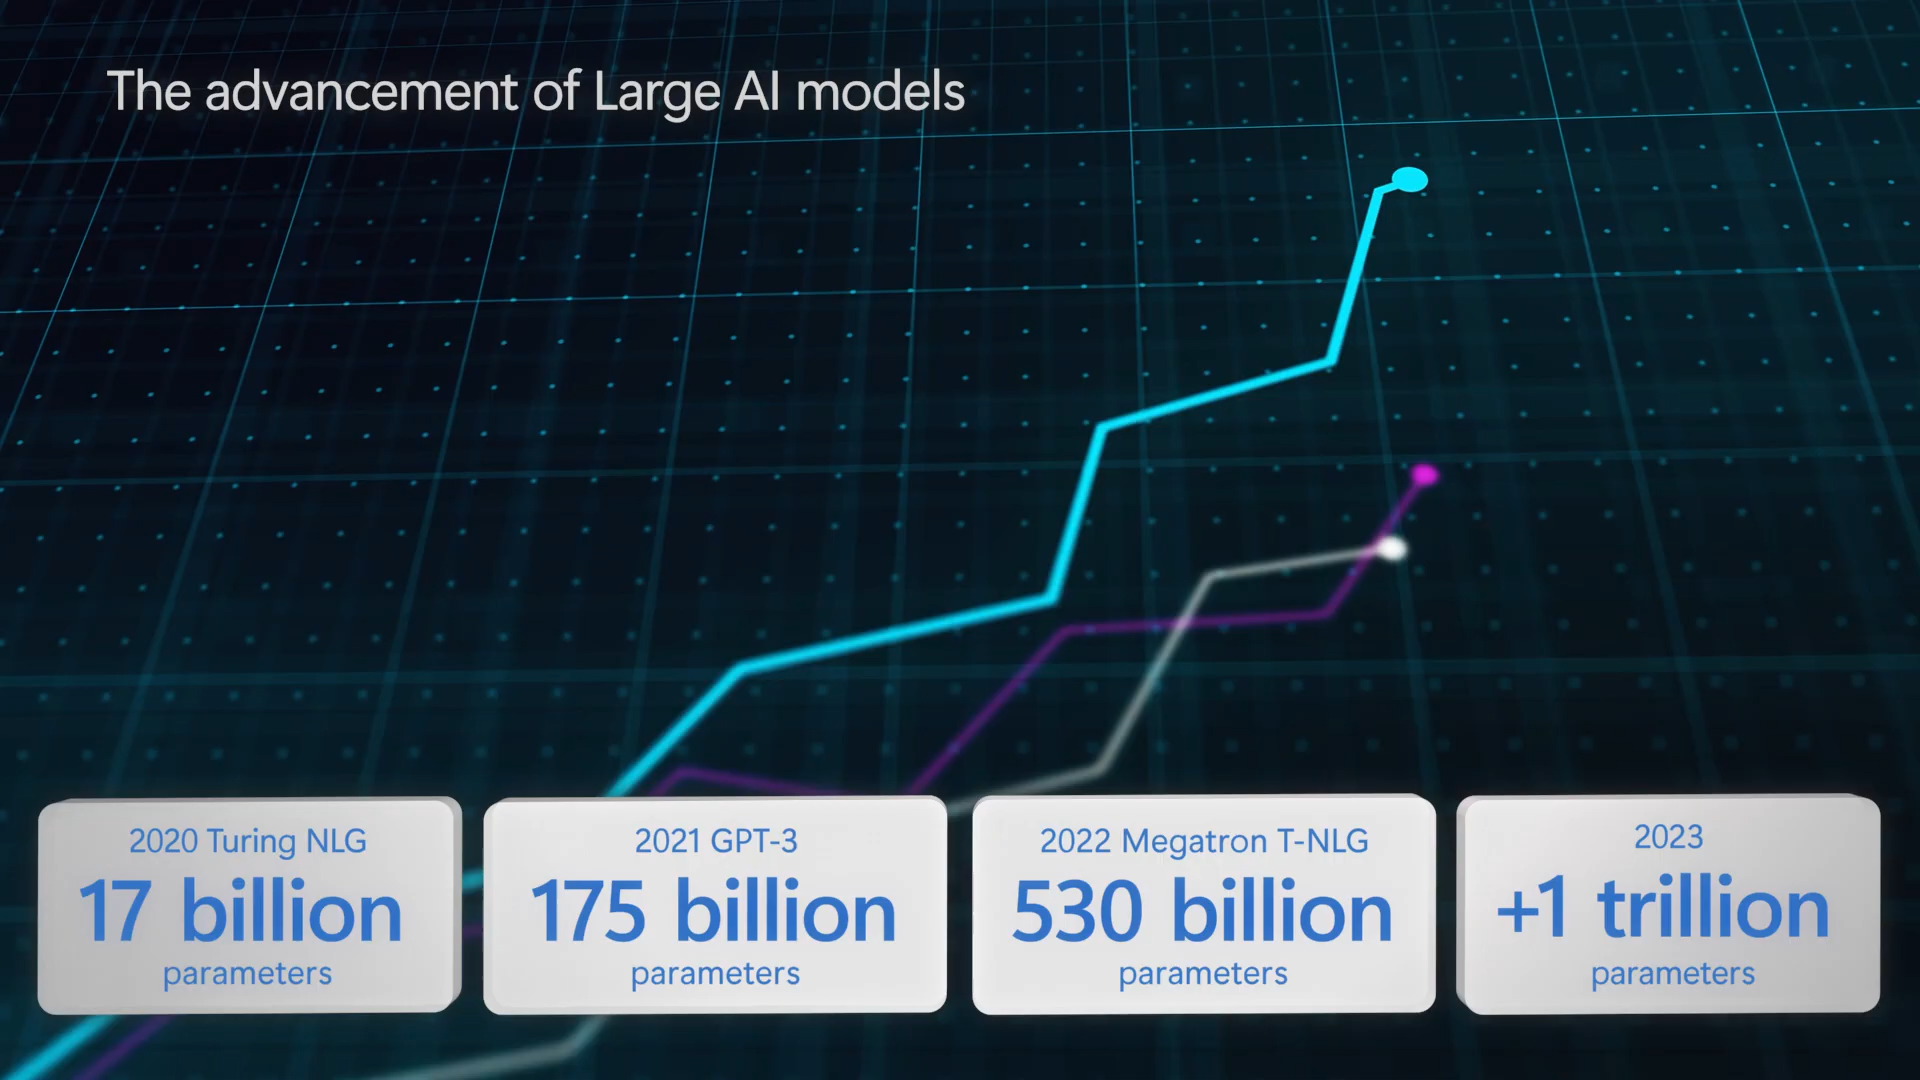 The advancement of Large AI models
2020 Turing NLG
17 billion
parameters
2021 GPT-3
175 billion
parameters
2022 Megatron T-NLG
530 billion
parameters
2023
+1 trillion
parameters